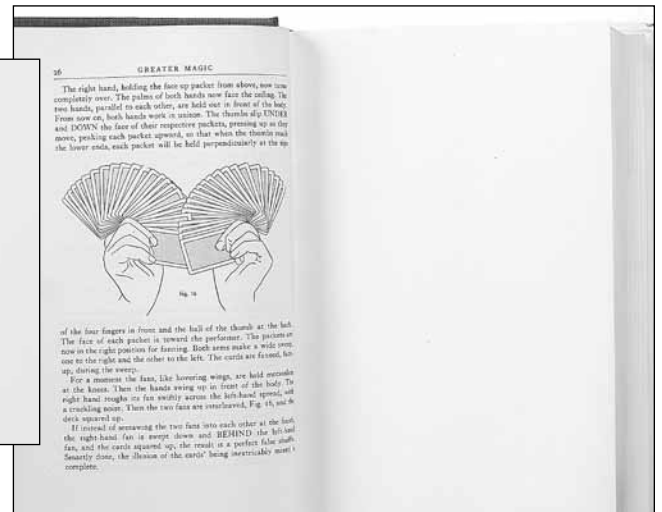 26
GREATER MAGIC
The right hand, holding the face up packet from above, now turns
completely over. The palms of both hands now face the ceiling. The
two hands, parallel to each other, are held out in front of the body.
From now on, both hands work in unison. The thumbs slip UNDER
and DOWN the face of their respective packets, pressing up as they
move, peaking each packet upward, so that when the thumbs reach
the lower ends, each packet will be held perpendicularly at the tips
Fig. 16
of the four fingers in front and the ball of the thumb at the back.
The face of each packet is toward the performer. The packets are
now in the right position for fanning. Both arms make a wide sweep,
one to the right and the other to the left. The cards are fanned,
up, during the sweep.
For a moment the fans, like hovering wings, are held motionless
at the knees. Then the hands swing up in front of the body. The
right hand roughs its fan swiftly across the left-hand spread, with
a crackling noise. Then the two fans are interleaved, Fig. 16, and the
deck squared up.
If instead of screwing the two fans into each other at the
the right-hand fan is swept down and BEHIND the left-hand
fan, and the cards squared up, the result is a perfect false shuffle.
Smartly done, the illusion of the cards' being inextricably mixed is
complete.